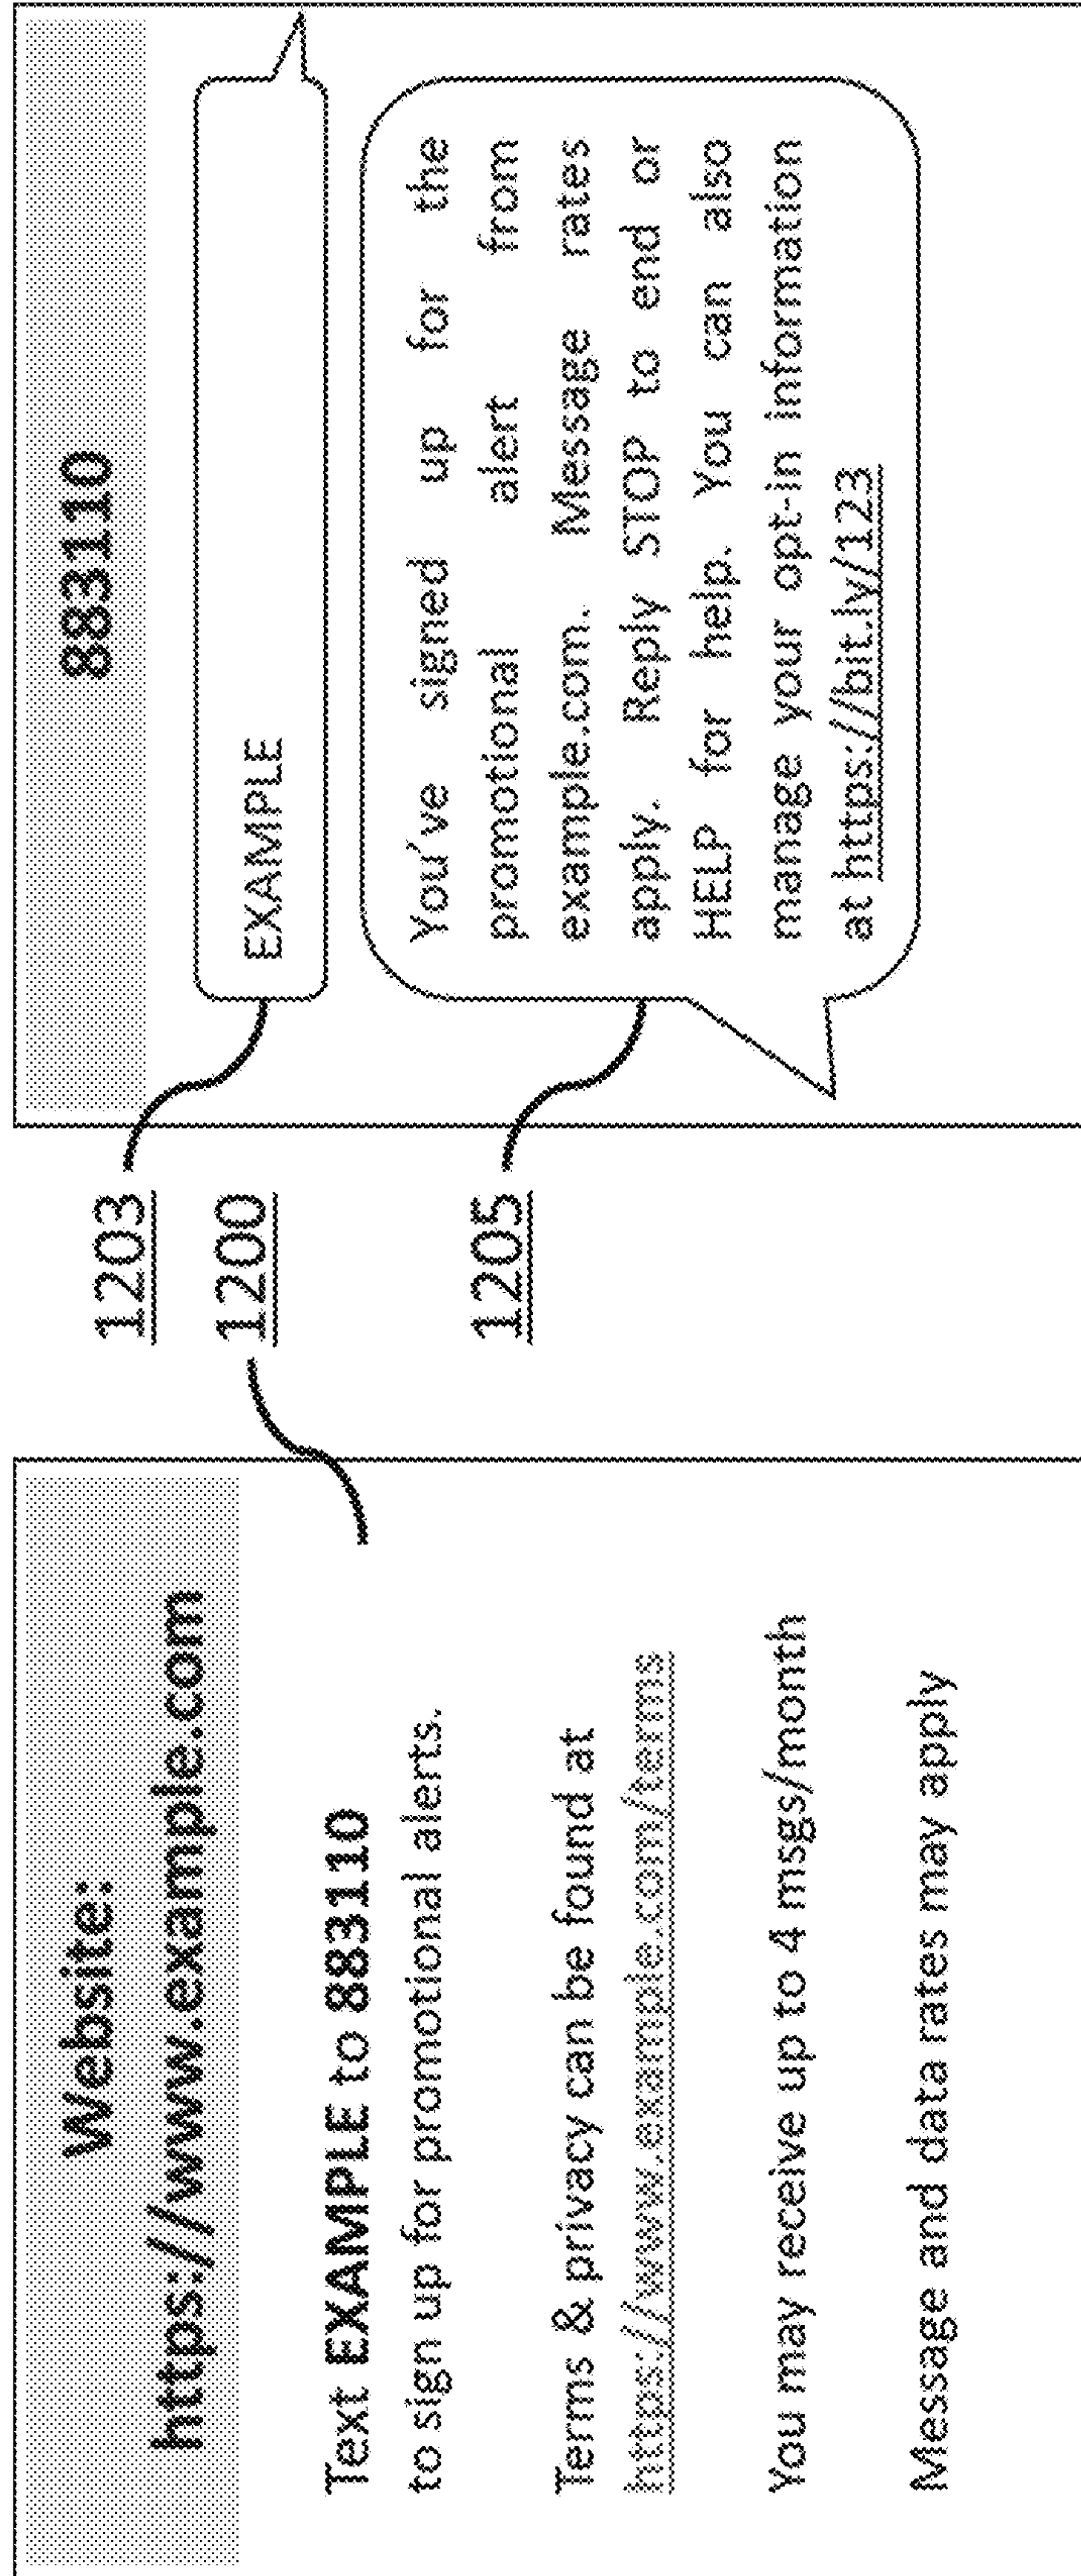 Website:
https://www.example.com
Text EXAMPLE to 883110
to sign up for promotional alerts.
Terms & privacy can be found at
https://www.example.com/terms
You may receive up to 4 msgs/month
Message and data rates may apply
1203
1200
1205
883110
EXAMPLE
You've signed up for the
promotional alert from
example.com. Message rates
apply. Reply STOP to end or
HELP for help. You can also
manage your opt-in information
at https://bit.ly/123